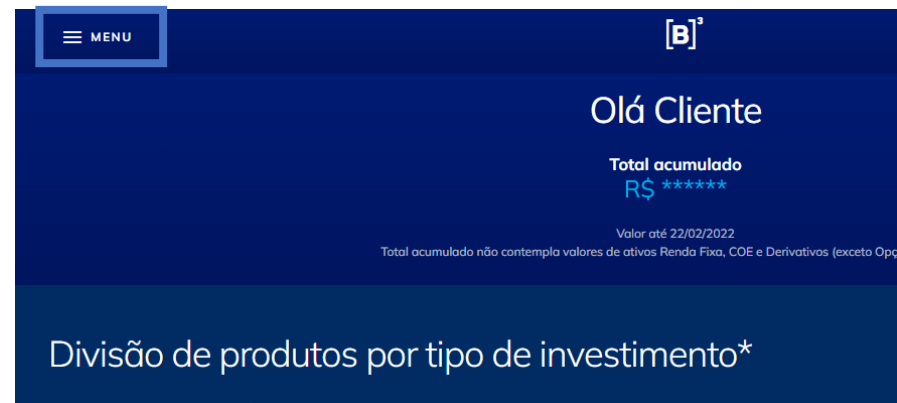 MENU
[B]³
Olá Cliente
Total acumulado
R$ ******
Valor até 22/02/2022
Total acumulado não contempla valores de ativos Renda Fixa, COE e Derivativos (exceto
Divisão de produtos por tipo de investimento*